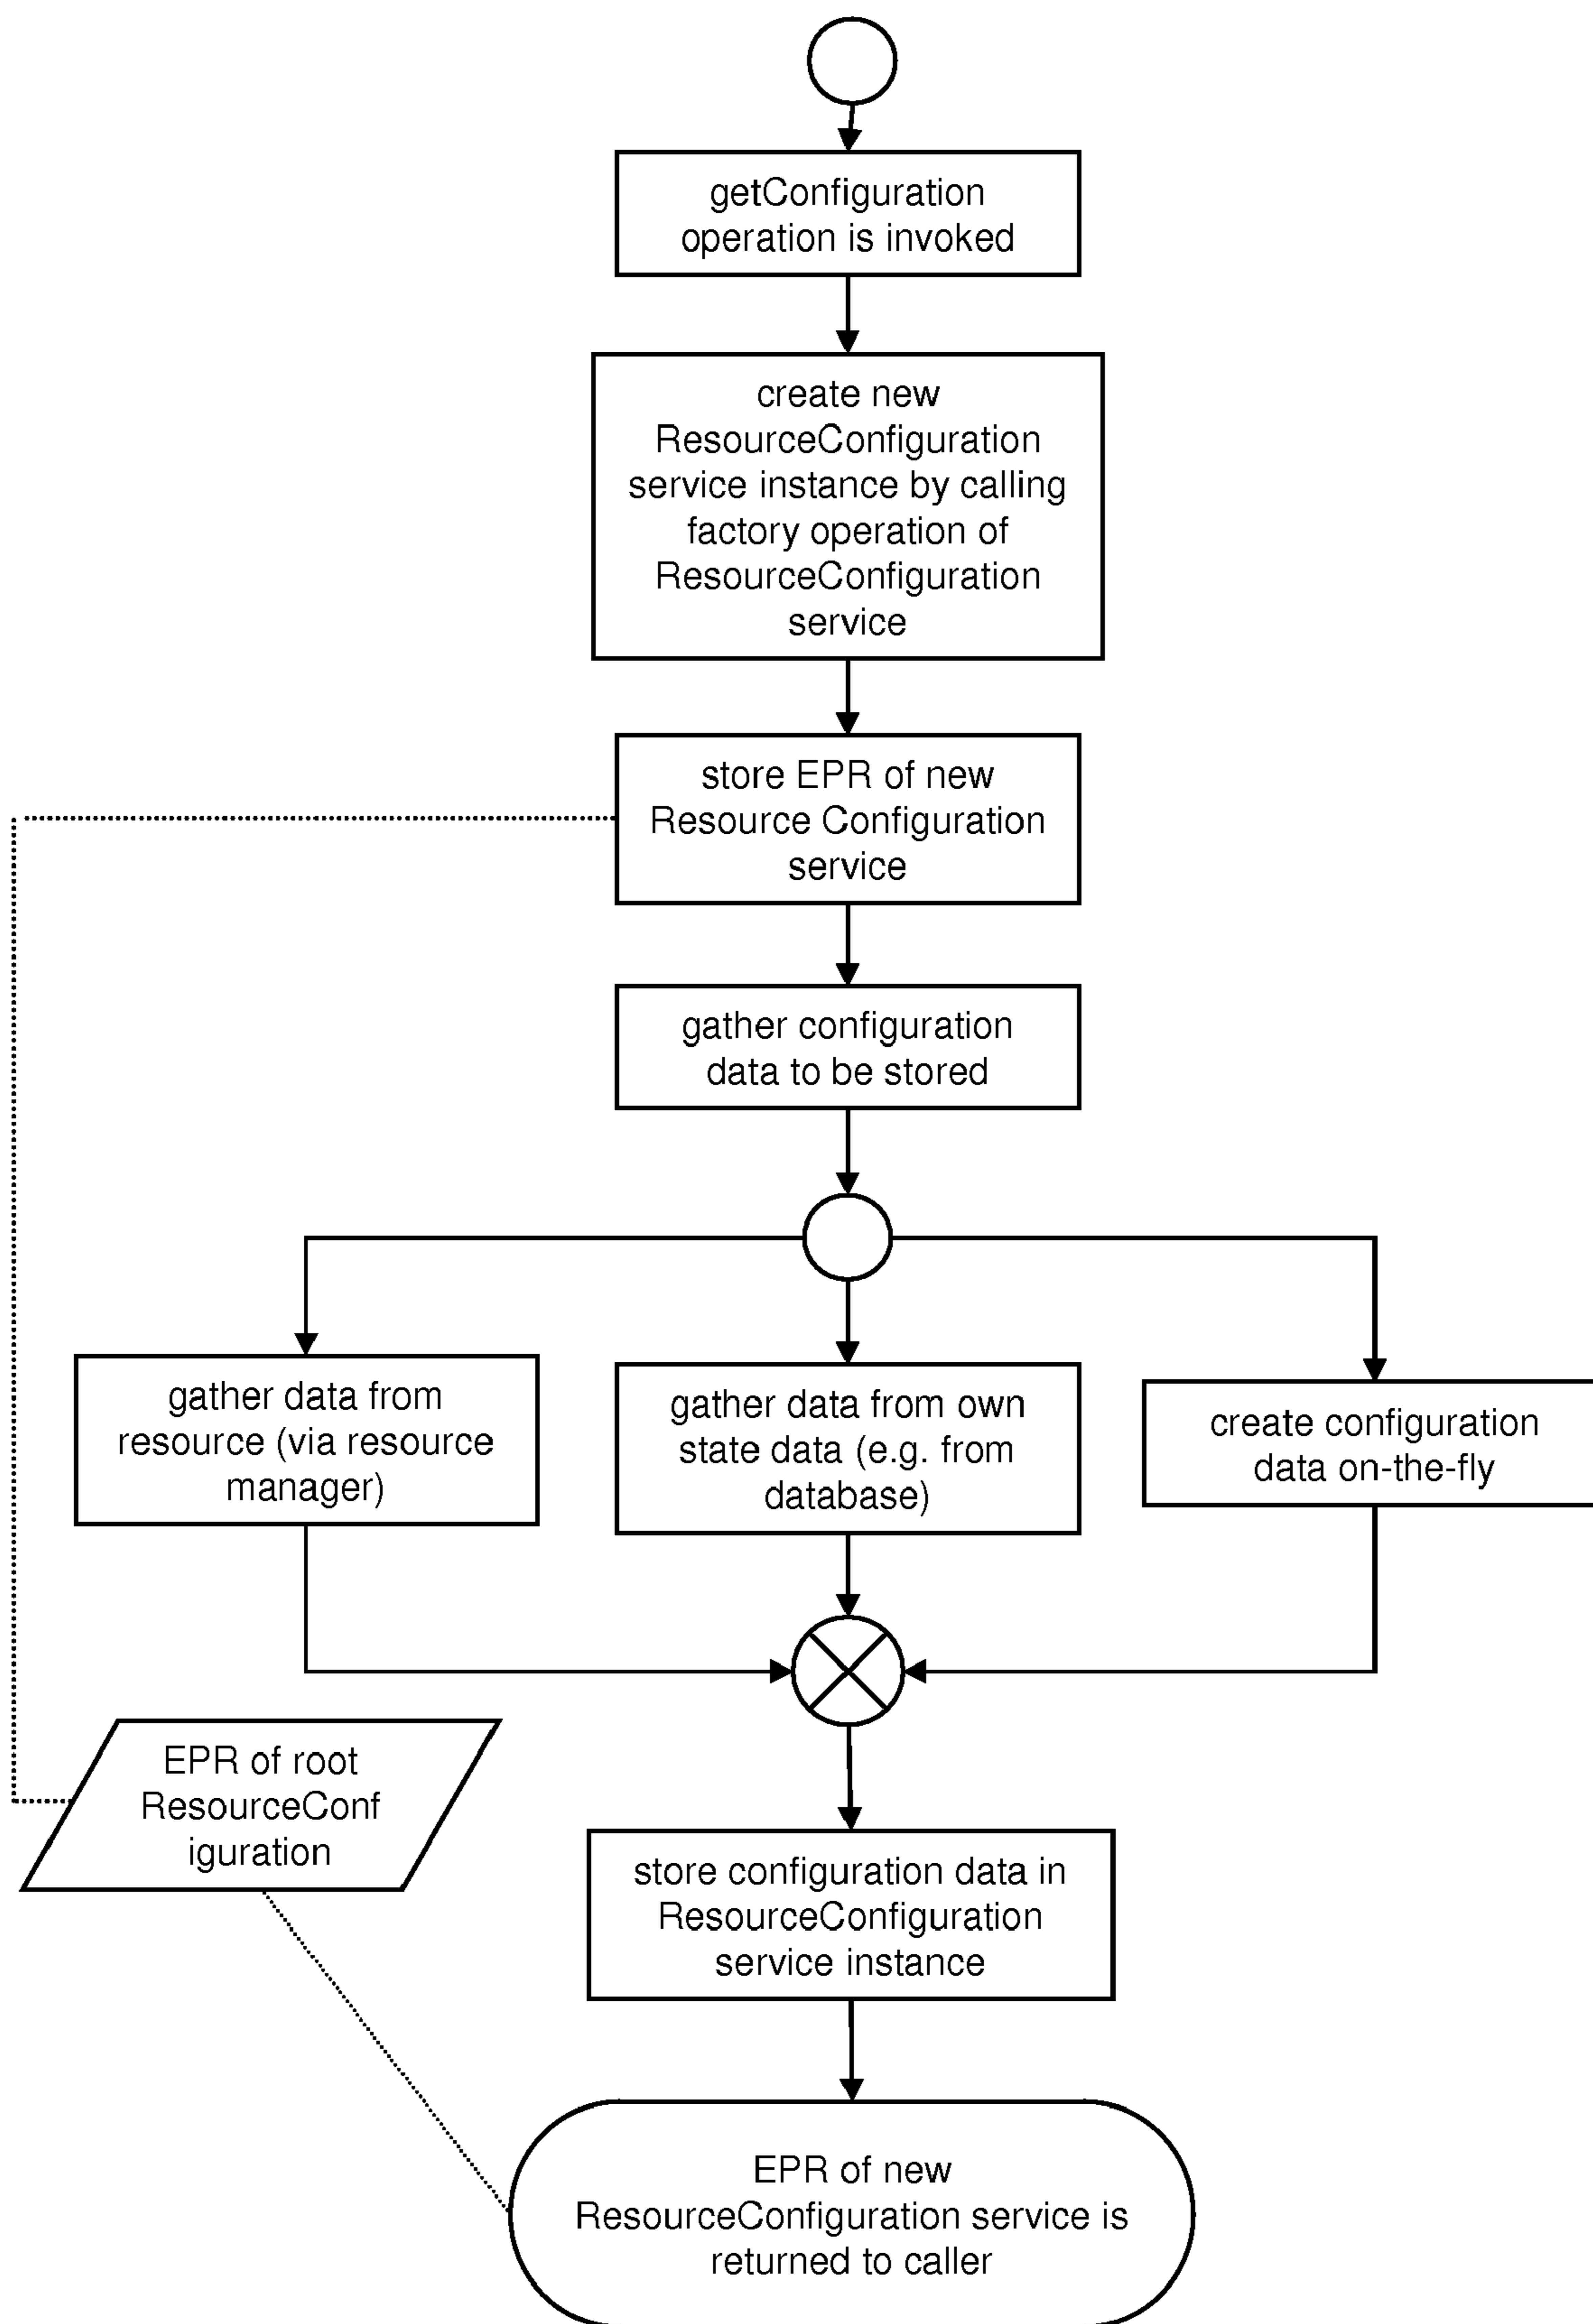 getConfiguration
operation is invoked
create new
ResourceConfiguration
service instance by calling
factory operation of
ResourceConfiguration
service
store EPR of new
Resource Configuration
service
gather configuration
data to be stored
gather data from
resource (via resource
manager)
gather data from own
state data (e.g. from
database)
create configuration
data on-the-fly
EPR of root
ResourceConf
iguration
store configuration data in
ResourceConfiguration
service instance
EPR of new
ResourceConfiguration service is
returned to caller